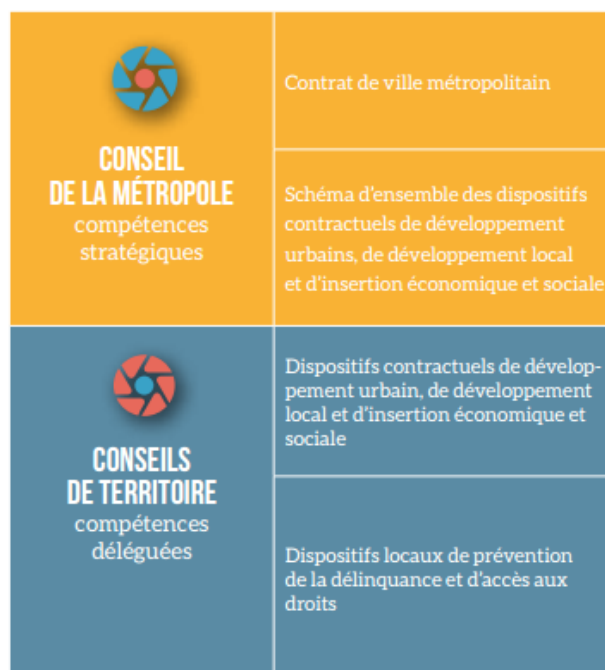 CONSEIL
DE LA MÉTROPOLE
compétences
stratégiques
Contrat de ville métropolitain
Schéma d'ensemble des dispositifs
contractuels de développement
urbains, de développement local
et d'insertion économique et sociale
CONSEILS
DE TERRITOIRE
compétences
déléguées
Dispositifs contractuels de dévelop-
pement urbain, de développement
local et d'insertion économique et
sociale
Dispositifs locaux de prévention
de la délinquance et d'accès aux
droits